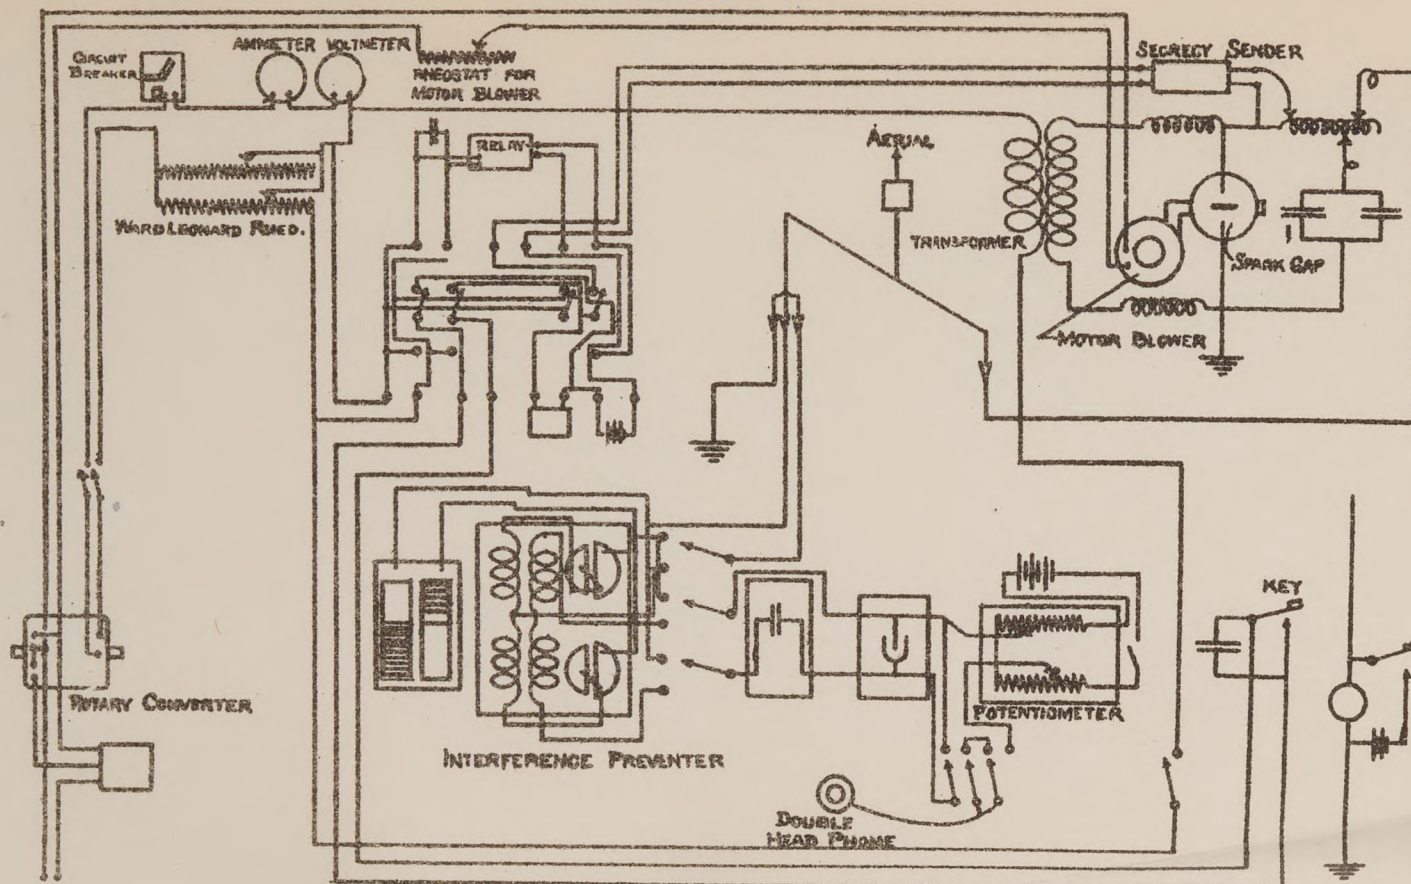 CIRCUIT
BREAKER
AMMETER VOLTMETER
RHEOSTAT FOR
MOTOR BLOWER
SECRECY SENDER
RELAY
AERIAL
WARD LEONARD RHEO.
TRANSFORMER
SPARK GAP
MOTOR BLOWER
KEY
ROTARY CONVERTER
POTENTIOMETER
INTERFERENCE PREVENTER
DOUBLE
HEAD PHONE